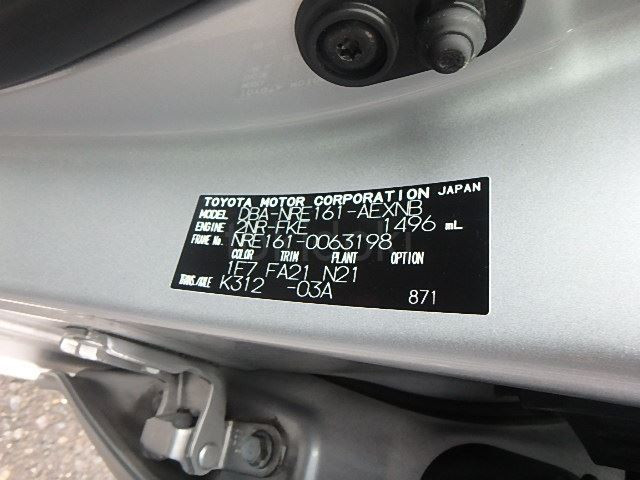 TOYOTA MOTOR CORPORATION JAPAN
MODEL DBA-NRE161-AEXNB
ENGINE 2NR-FKE 1496 mL
FRAME No. NRE161-0063198
COLOR TRIM PLANT OPTION
1F7 FA21 N21
TRANS./AXLE K312 -03A
871